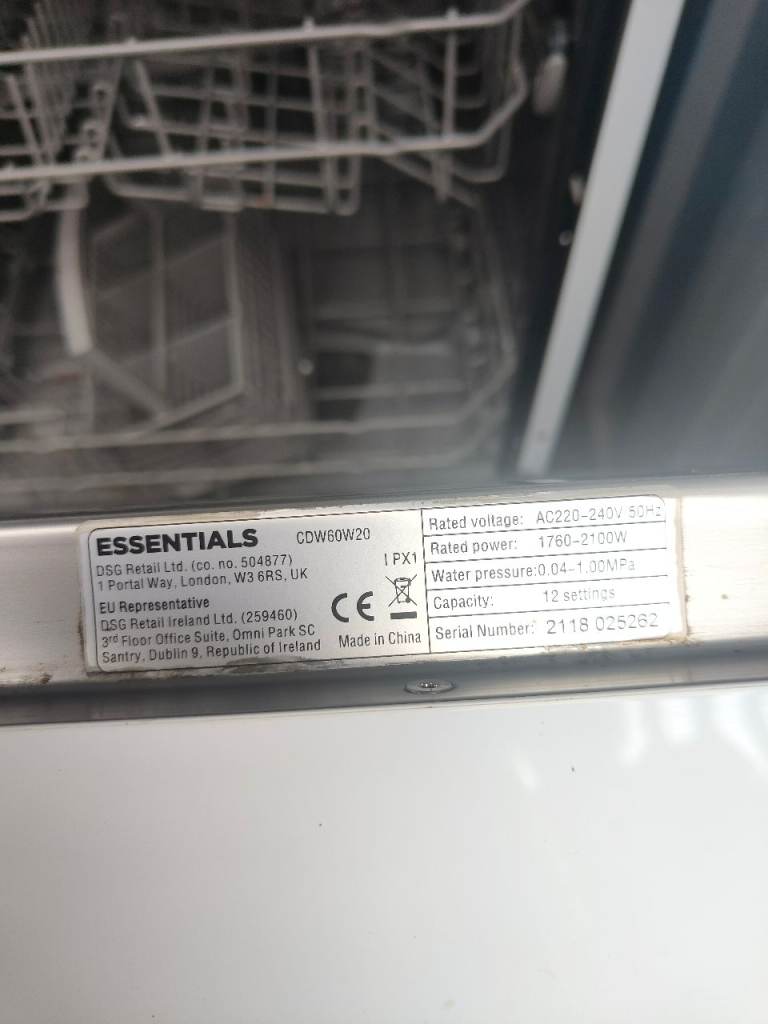 ESSENTIALS CDW60W20
DSG Retail Ltd. (co. no. 504877)
1 Portal Way, London, W3 6RS, UK
IPX1
EU Representative
DSG Retail Ireland Ltd. (259460)
3rd Floor Office Suite, Omni Park SC
Santry, Dublin 9, Republic of Ireland
CE
Made in China
Rated voltage: AC220-240V 50Hz
Rated power: 1760-2100W
Water pressure:0.04-1.00MPa
Capacity: 12 settings
Serial Number: 2118 025262